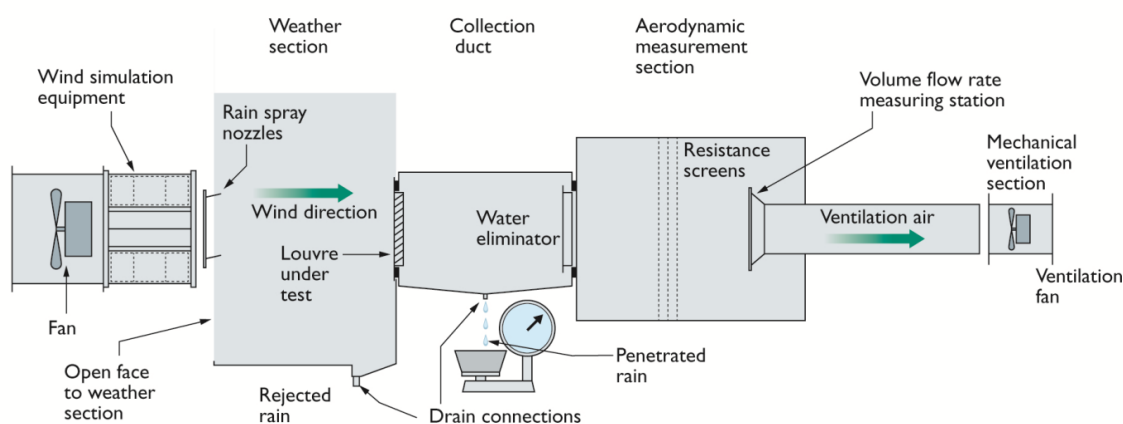 Weather
section
Collection
duct
Aerodynamic
measurement
section
Wind simulation
equipment
Rain spray
nozzles
Volume flow rate
measuring station
Mechanical
ventilation
section
Resistance
screens
Wind direction
Water
eliminator
Ventilation air
Louvre
under
test
Fan
Ventilation
fan
Open face
to weather
section
Rejected
rain
Drain connections
Penetrated
rain